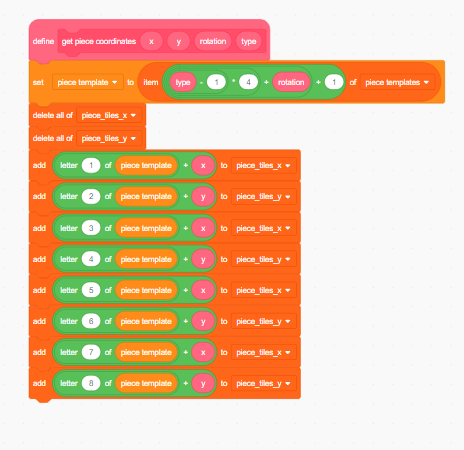 define get piece coordinates x y rotation type
set piece template to item type - 1 * 4 + rotation + 1 of piece templates
delete all of piece_tiles_x
delete all of piece_tiles_y
add letter 1 of piece template + x to piece_tiles_x
add letter 2 of piece template + y to piece_tiles_y
add letter 3 of piece template + x to piece_tiles_x
add letter 4 of piece template + y to piece_tiles_y
add letter 5 of piece template + x to piece_tiles_x
add letter 6 of piece template + y to piece_tiles_y
add letter 7 of piece template + x to piece_tiles_x
add letter 8 of piece template + y to piece_tiles_y